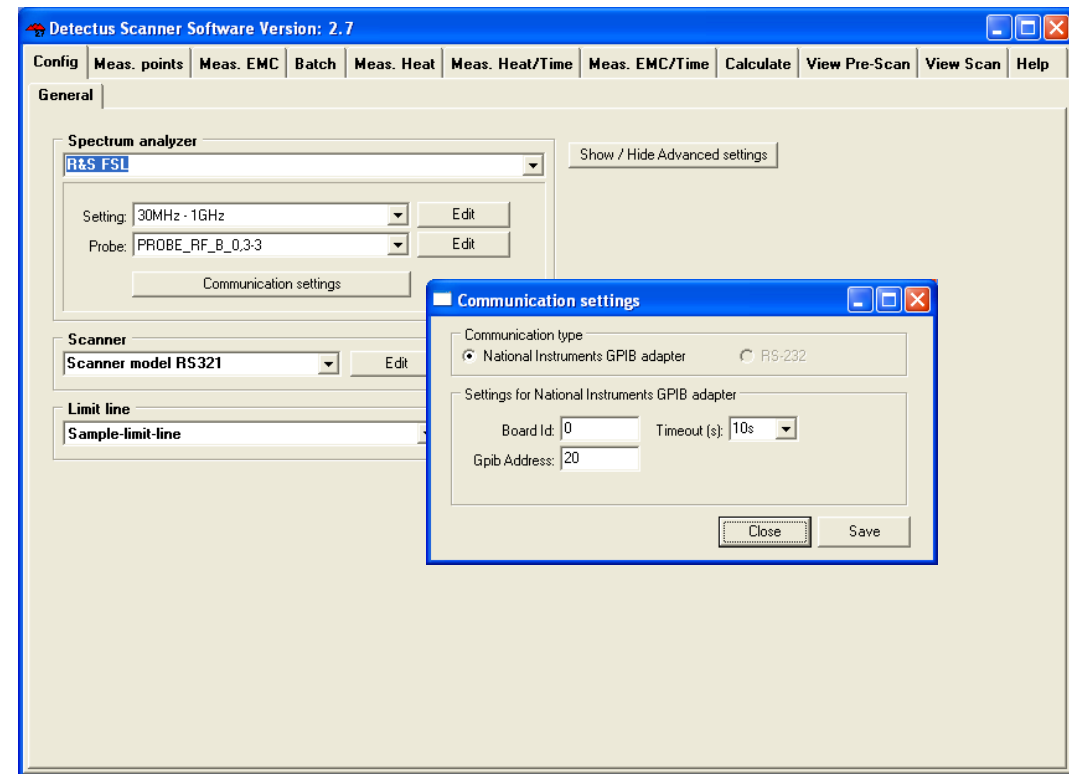 Detectus Scanner Software Version: 2.7
Config Meas. points Meas. EMC Batch Meas. Heat Meas. Heat/Time Meas. EMC/Time Calculate View Pre-Scan View Scan Help
General
Spectrum analyzer
R&S FSL
Show / Hide Advanced settings
Setting: 30MHz - 1GHz Edit
Probe: PROBE_RF_B_0,3-3 Edit
Communication settings
Scanner
Scanner model RS321 Edit
Limit line
Sample-limit-line
Communication settings
Communication type
National Instruments GPIB adapter RS-232
Settings for National Instruments GPIB adapter
Board Id: 0 Timeout (s): 10s
Gpib Address: 20
Close Save